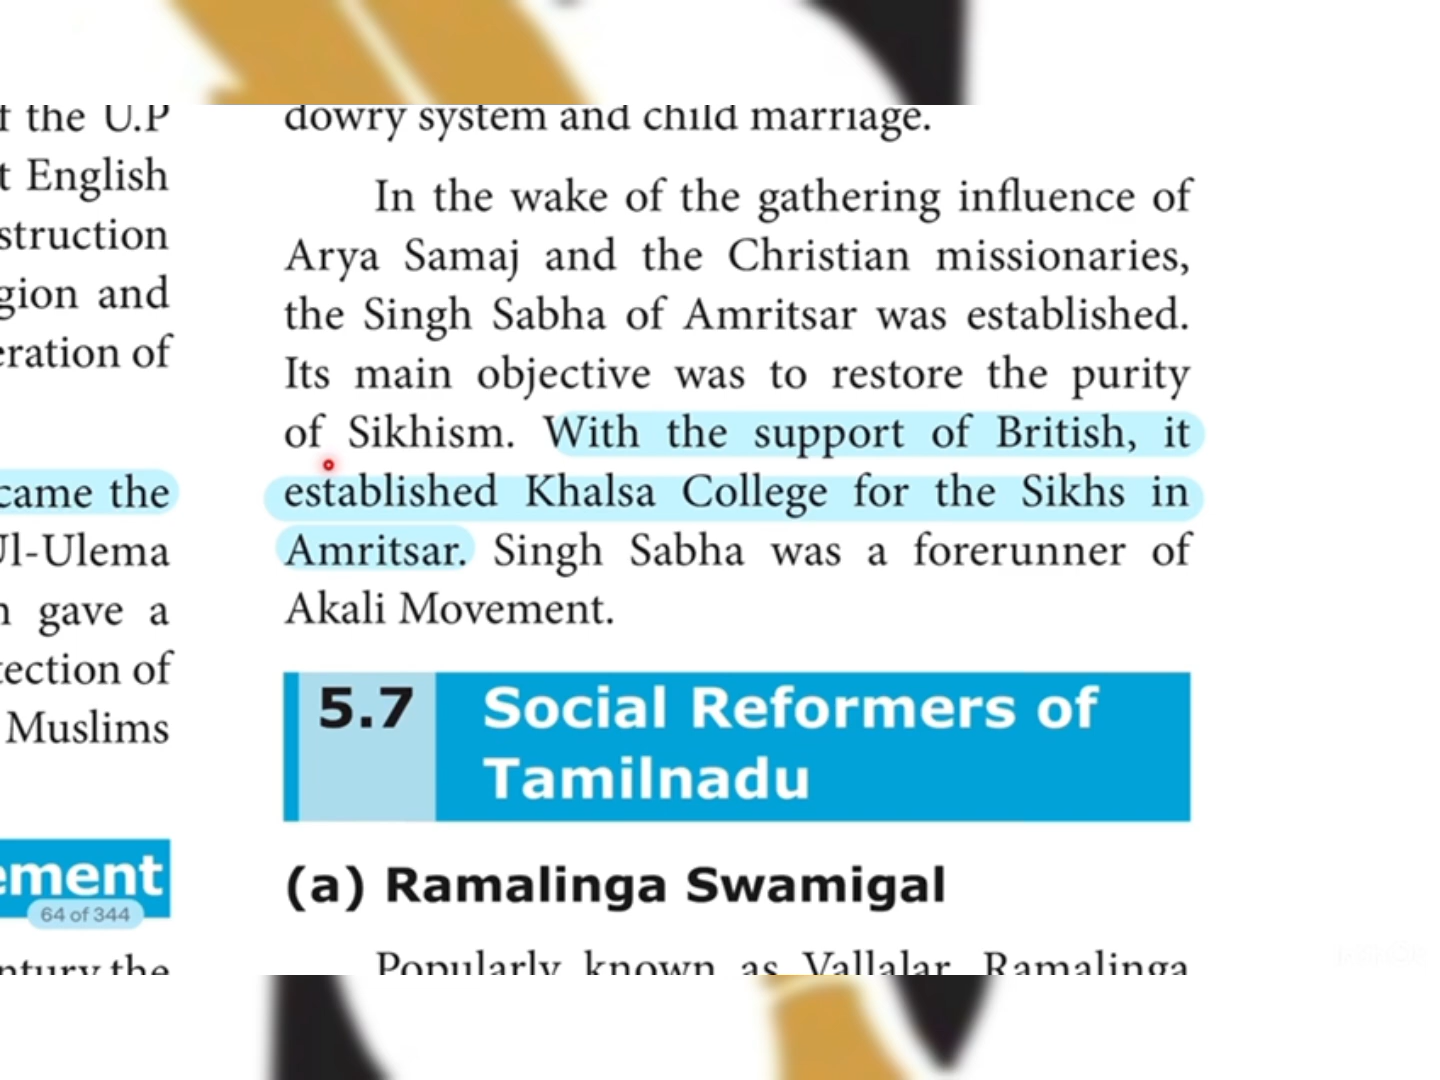 f the U.P
t English
struction
gion and
eration of
came the
Ul-Ulema
n gave a
tection of
Muslims
ement
64 of 344
ntury the
dowry system and child marriage.
In the wake of the gathering influence of
Arya Samaj and the Christian missionaries,
the Singh Sabha of Amritsar was established.
Its main objective was to restore the purity
of Sikhism. With the support of British, it
established Khalsa College for the Sikhs in
Amritsar. Singh Sabha was a forerunner of
Akali Movement.
5.7 Social Reformers of
Tamilnadu
(a) Ramalinga Swamigal
Popularly known as Vallalar, Ramalinga